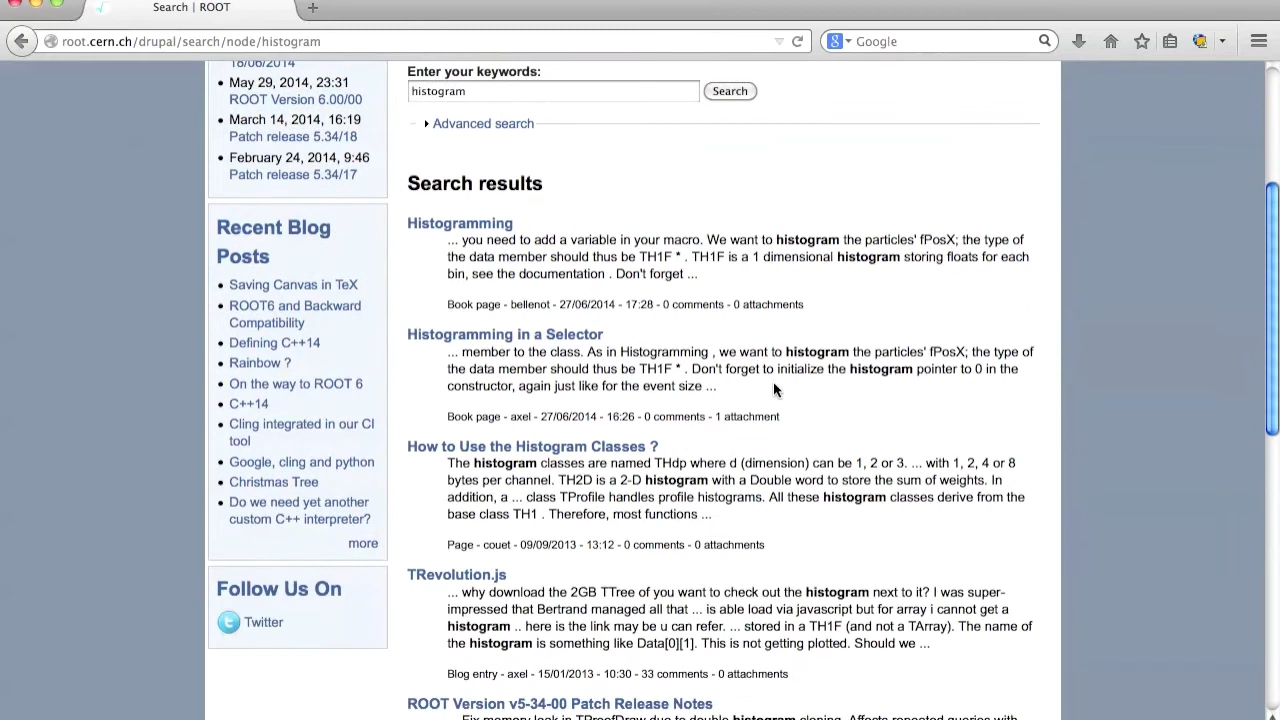 Search | ROOT
root.cern.ch/drupal/search/node/histogram
Google
18/06/2014
May 29, 2014, 23:31
ROOT Version 6.00/00
March 14, 2014, 16:19
Patch release 5.34/18
February 24, 2014, 9:46
Patch release 5.34/17
Recent Blog
Posts
Saving Canvas in TeX
ROOT6 and Backward
Compatibility
Defining C++14
Rainbow ?
On the way to ROOT 6
C++14
Cling integrated in our CI
tool
Google, cling and python
Christmas Tree
Do we need yet another
custom C++ interpreter?
more
Follow Us On
Twitter
Enter your keywords:
histogram
Search
Advanced search
Search results
Histogramming
... you need to add a variable in your macro. We want to histogram the particles' fPosX; the type of
the data member should thus be TH1F * . TH1F is a 1 dimensional histogram storing floats for each
bin, see the documentation . Don't forget ...
Book page - bellenot - 27/06/2014 - 17:28 - 0 comments - 0 attachments
Histogramming in a Selector
... member to the class. As in Histogramming , we want to histogram the particles' fPosX; the type of
the data member should thus be TH1F * . Don't forget to initialize the histogram pointer to 0 in the
constructor, again just like for the event size ...
Book page - axel - 27/06/2014 - 16:26 - 0 comments - 1 attachment
How to Use the Histogram Classes ?
The histogram classes are named THdp where d (dimension) can be 1, 2 or 3. ... with 1, 2, 4 or 8
bytes per channel. TH2D is a 2-D histogram with a Double word to store the sum of weights. In
addition, a ... class TProfile handles profile histograms. All these histogram classes derive from the
base class TH1 . Therefore, most functions ...
Page - couet - 09/09/2013 - 13:12 - 0 comments - 0 attachments
TRevolution.js
... why download the 2GB TTree of you want to check out the histogram next to it? I was super-
impressed that Bertrand managed all that ... is able load via javascript but for array i cannot get a
histogram .. here is the link may be u can refer. ... stored in a TH1F (and not a TArray). The name of
the histogram is something like Data[0][1]. This is not getting plotted. Should we ...
Blog entry - axel - 15/01/2013 - 10:30 - 33 comments - 0 attachments
ROOT Version v5-34-00 Patch Release Notes
... Fix memory leak in TProofDraw due to double histogram cloning. Affects repeated queries with